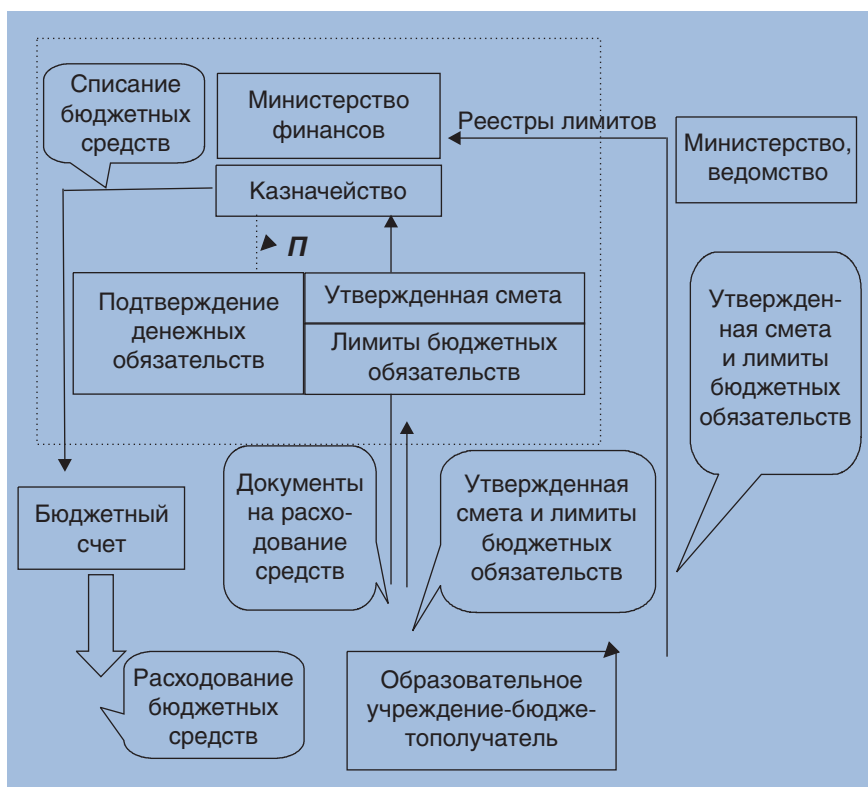 Списание
бюджетных
средств
Министерство
финансов
Реестры лимитов
Министерство,
ведомство
Казначейство
П
Подтверждение
денежных
обязательств
Утвержденная смета
Лимиты бюджетных
обязательств
Утвержден-
ная смета
и лимиты
бюджетных
обязательств
Бюджетный
счет
Документы
на расхо-
дование
средств
Утвержденная
смета и лимиты
бюджетных
обязательств
Расходование
бюджетных
средств
Образовательное
учреждение-бюдже-
тополучатель